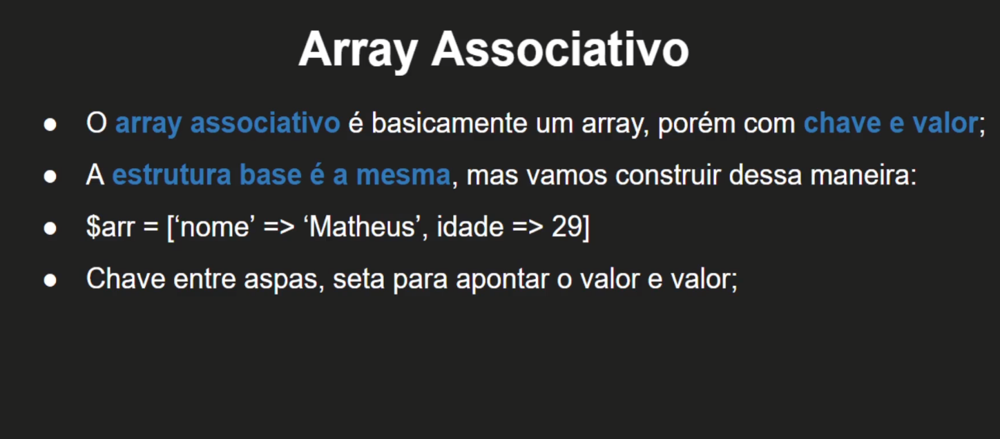 Array Associativo
● O array associativo é basicamente um array, porém com chave e valor;
● A estrutura base é a mesma, mas vamos construir dessa maneira:
● $arr = [‘nome’ => ‘Matheus’, idade => 29]
● Chave entre aspas, seta para apontar o valor e valor;